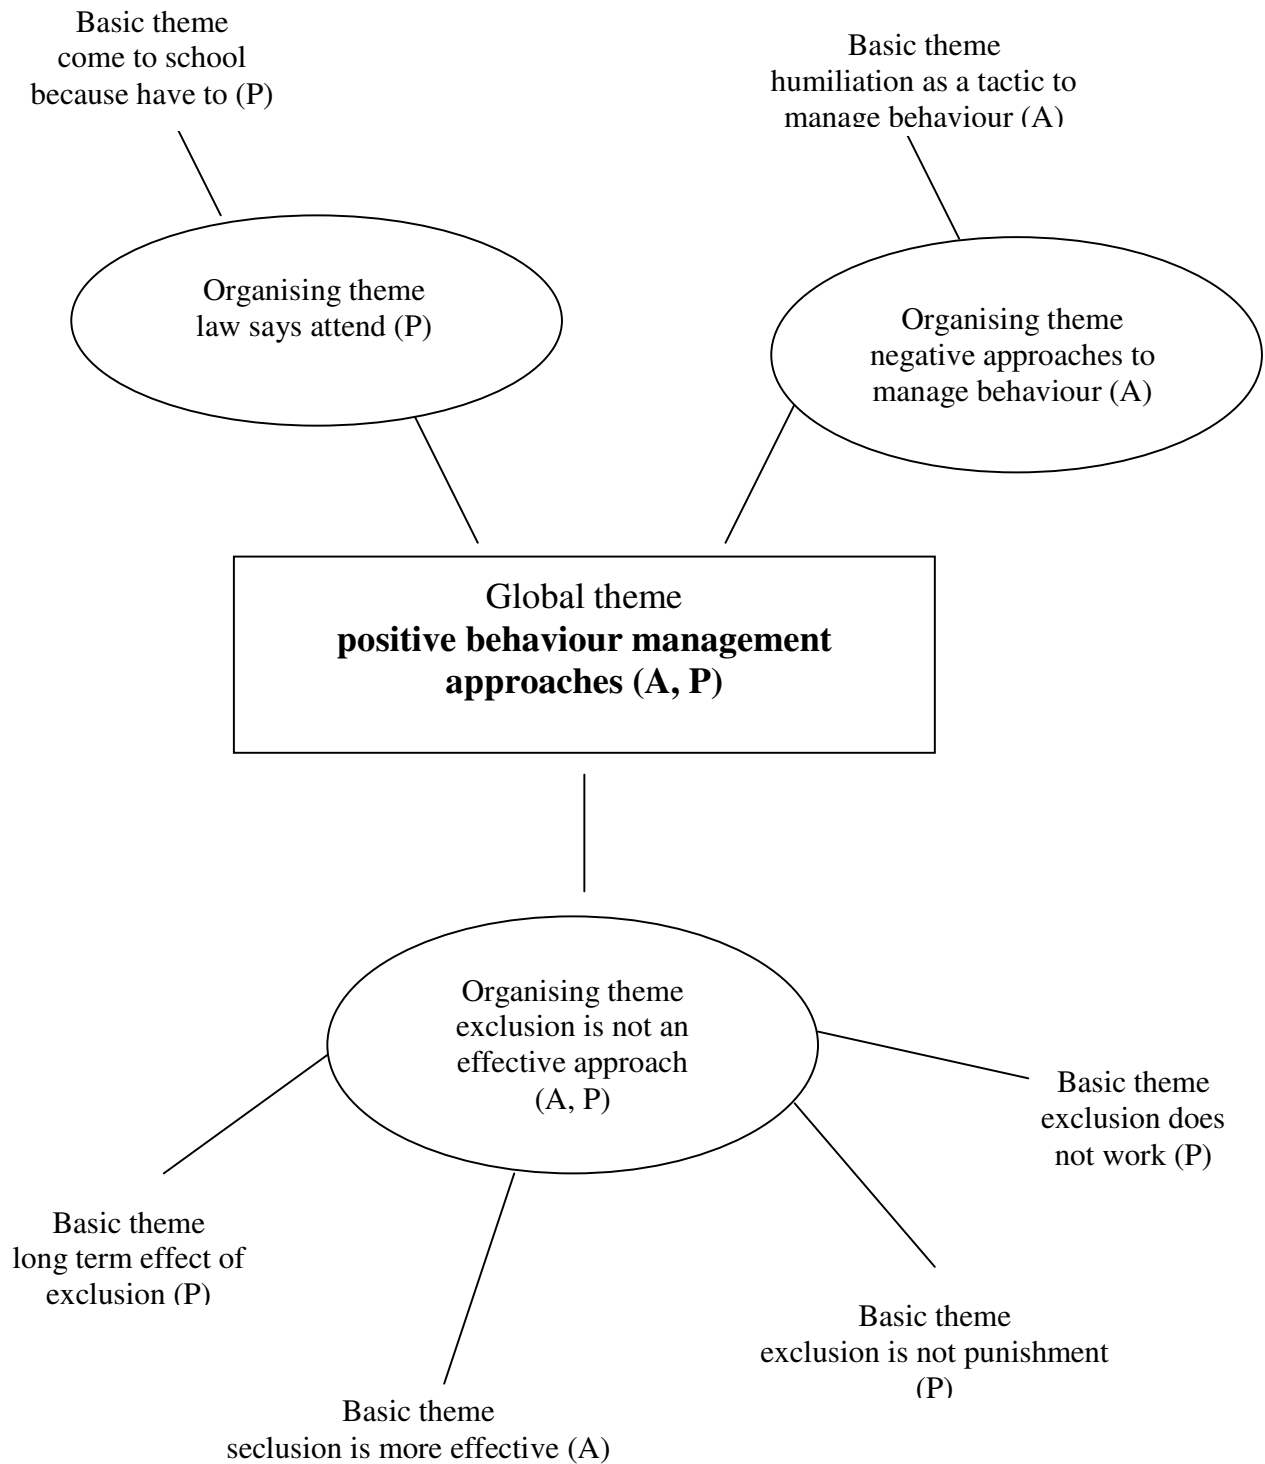 Basic theme
come to school
because have to (P)
Basic theme
humiliation as a tactic to
manage behaviour (A)
Organising theme
law says attend (P)
Organising theme
negative approaches to
manage behaviour (A)
Global theme
positive behaviour management
approaches (A, P)
Organising theme
exclusion is not an
effective approach
(A, P)
Basic theme
exclusion does
not work (P)
Basic theme
long term effect of
exclusion (P)
Basic theme
exclusion is not punishment
(P)
Basic theme
seclusion is more effective (A)